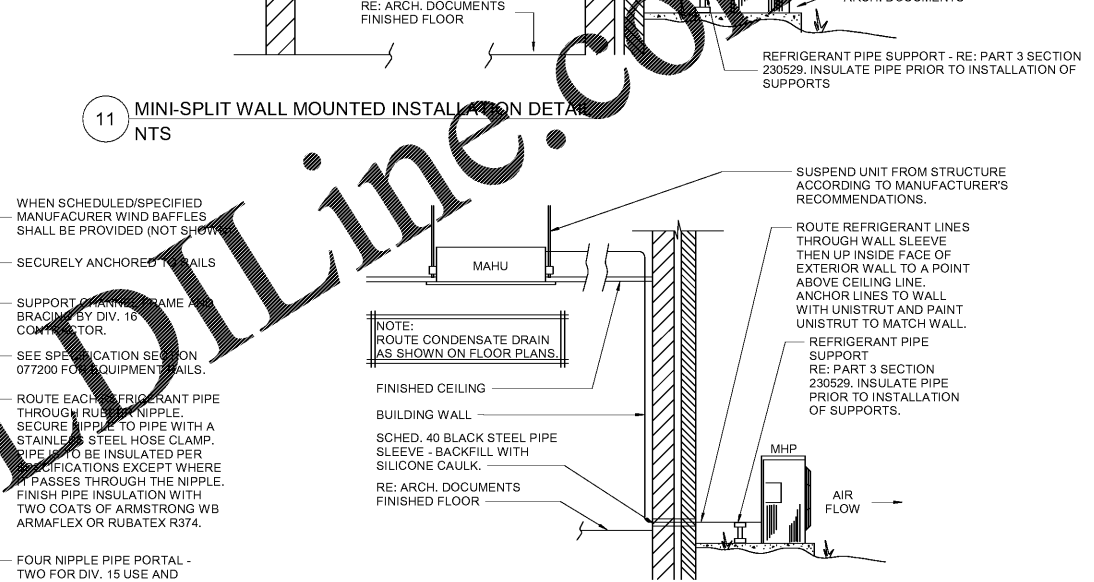 RE: ARCH. DOCUMENTS
FINISHED FLOOR
ARCH. DOCUMENTS
REFRIGERANT PIPE SUPPORT - RE: PART 3 SECTION
230529. INSULATE PIPE PRIOR TO INSTALLATION OF
SUPPORTS
11
MINI-SPLIT WALL MOUNTED INSTALLATION DETAIL
NTS
WHEN SCHEDULED/SPECIFIED
MANUFACURER WIND BAFFLES
SHALL BE PROVIDED (NOT SHOWN)
SECURELY ANCHORED TO RAILS
SUPPORT CHANNEL FRAME AND
BRACING BY DIV. 16
CONTRACTOR.
SEE SPECIFICATION SECTION
077200 FOR EQUIPMENT RAILS.
ROUTE EACH REFRIGERANT PIPE
THROUGH RUBBER NIPPLE.
SECURE NIPPLE TO PIPE WITH A
STAINLESS STEEL HOSE CLAMP.
PIPE IS TO BE INSULATED PER
SPECIFICATIONS EXCEPT WHERE
IT PASSES THROUGH THE NIPPLE.
FINISH PIPE INSULATION WITH
TWO COATS OF ARMSTRONG WB
ARMAFLEX OR RUBATEX R374.
FOUR NIPPLE PIPE PORTAL -
TWO FOR DIV. 15 USE AND
MAHU
NOTE:
ROUTE CONDENSATE DRAIN
AS SHOWN ON FLOOR PLANS.
FINISHED CEILING
BUILDING WALL
SCHED. 40 BLACK STEEL PIPE
SLEEVE - BACKFILL WITH
SILICONE CAULK.
RE: ARCH. DOCUMENTS
FINISHED FLOOR
SUSPEND UNIT FROM STRUCTURE
ACCORDING TO MANUFACTURER'S
RECOMMENDATIONS.
ROUTE REFRIGERANT LINES
THROUGH WALL SLEEVE
THEN UP INSIDE FACE OF
EXTERIOR WALL TO A POINT
ABOVE CEILING LINE.
ANCHOR LINES TO WALL
WITH UNISTRUT AND PAINT
UNISTRUT TO MATCH WALL.
REFRIGERANT PIPE
SUPPORT
RE: PART 3 SECTION
230529. INSULATE PIPE
PRIOR TO INSTALLATION
OF SUPPORTS.
MHP
AIR
FLOW
LDILine.co